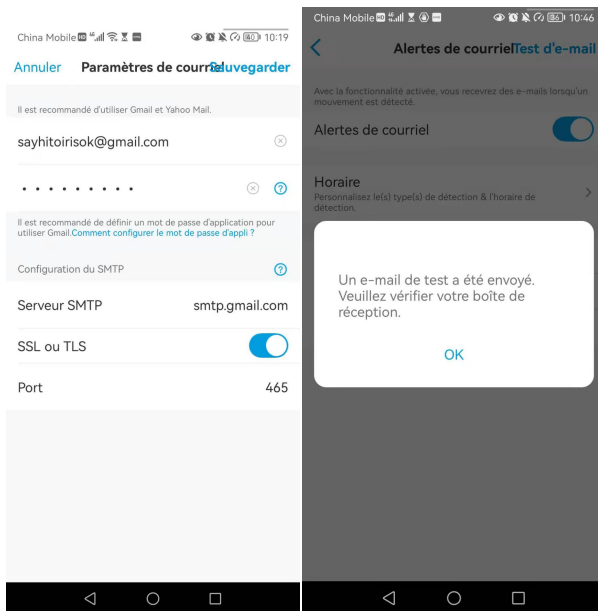 China Mobile HD 10:19
Annuler Paramètres de courriel Sauvegarder
Il est recommandé d'utiliser Gmail et Yahoo Mail.
sayhitoirisok@gmail.com
Il est recommandé de définir un mot de passe d'application pour
utiliser Gmail.Comment configurer le mot de passe d'appli ?
Configuration du SMTP
Serveur SMTP smtp.gmail.com
SSL ou TLS
Port 465
China Mobile HD 10:46
Alertes de courriel Test d'e-mail
Avec la fonctionnalité activée, vous recevrez des e-mails lorsqu'un
mouvement est détecté.
Alertes de courriel
Horaire
Personnalisez le(s) type(s) de détection & l'horaire de
détection.
Un e-mail de test a été envoyé.
Veuillez vérifier votre boîte de
réception.
OK